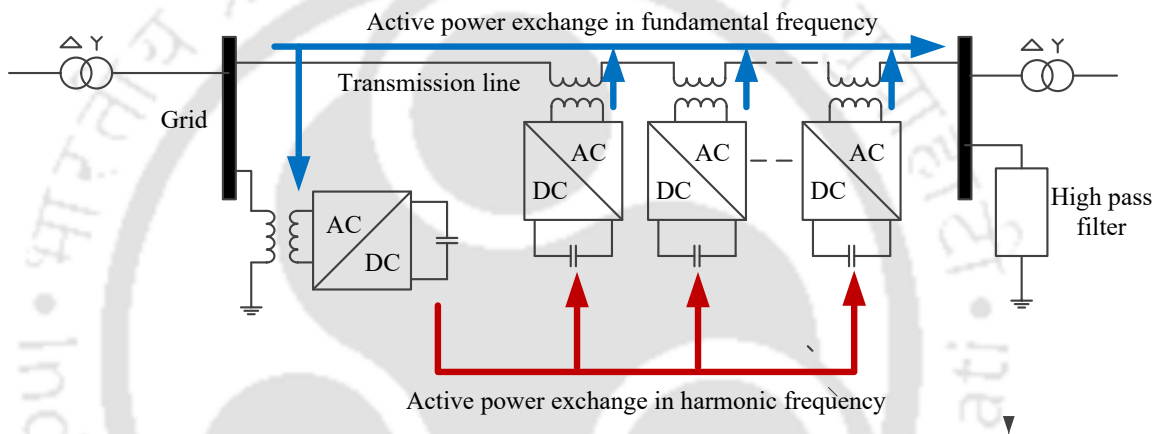 Active power exchange in fundamental frequency
Δ Y
Δ Y
Transmission line
Grid
AC
DC
AC
DC
AC
DC
AC
DC
High pass
filter
Active power exchange in harmonic frequency